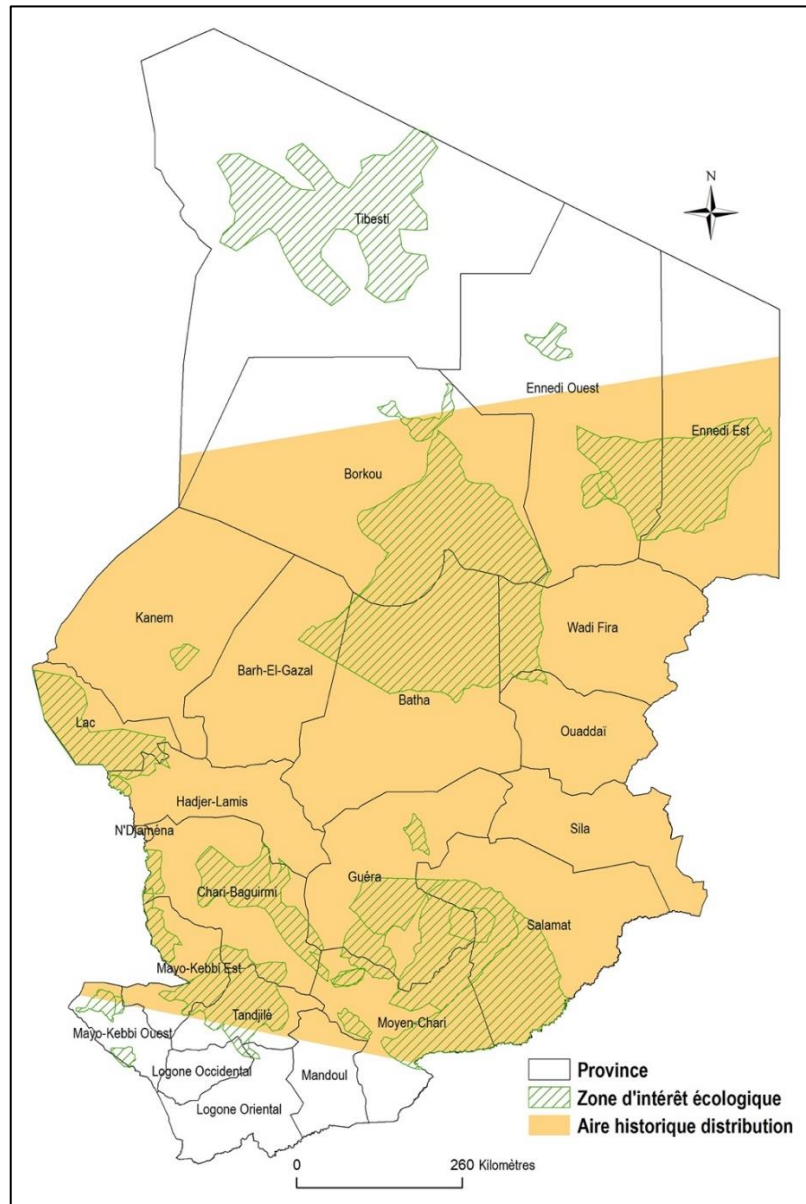 N
Tibesti
Ennedi Ouest
Ennedi Est
Borkou
Kanem
Wadi Fira
Barh-El-Gazal
Batha
Lac
Ouaddaï
Hadjer-Lamis
N'Djaména
Sila
Guéra
Chari-Baguirmi
Salamat
Mayo-Kebbi Est
Tandjilé
Moyen-Chari
Mayo-Kebbi Ouest
Logone Occidental
Mandoul
Logone Oriental
Province
Zone d'intérêt écologique
Aire historique distribution
0 260 Kilomètres